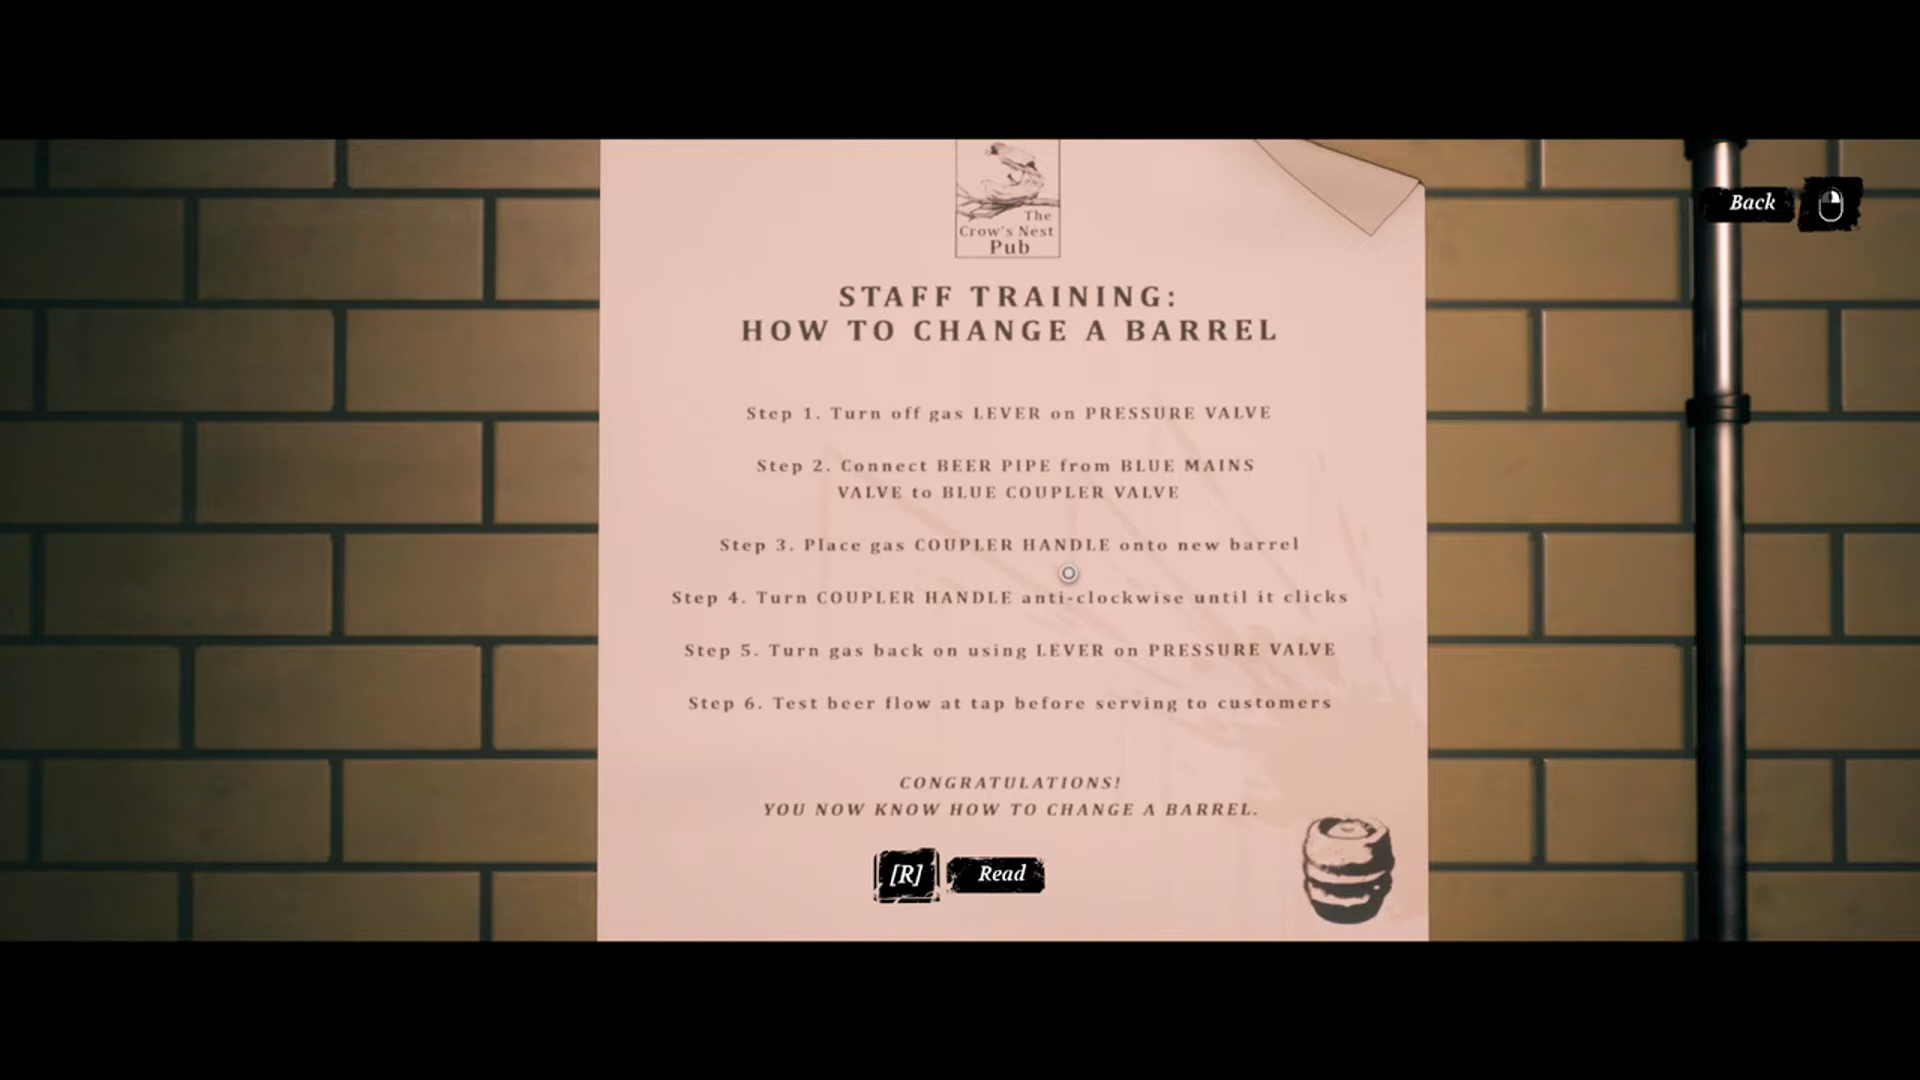 The
Crow's Nest
Pub
STAFF TRAINING:
HOW TO CHANGE A BARREL
Back
Step 1. Turn off gas LEVER on PRESSURE VALVE
Step 2. Connect BEER PIPE from BLUE MAINS
VALVE to BLUE COUPLER VALVE
Step 3. Place gas COUPLER HANDLE onto new barrel
Step 4. Turn COUPLER HANDLE anti-clockwise until it clicks
Step 5. Turn gas back on using LEVER on PRESSURE VALVE
Step 6. Test beer flow at tap before serving to customers
CONGRATULATIONS!
YOU NOW KNOW HOW TO CHANGE A BARREL.
[R] Read